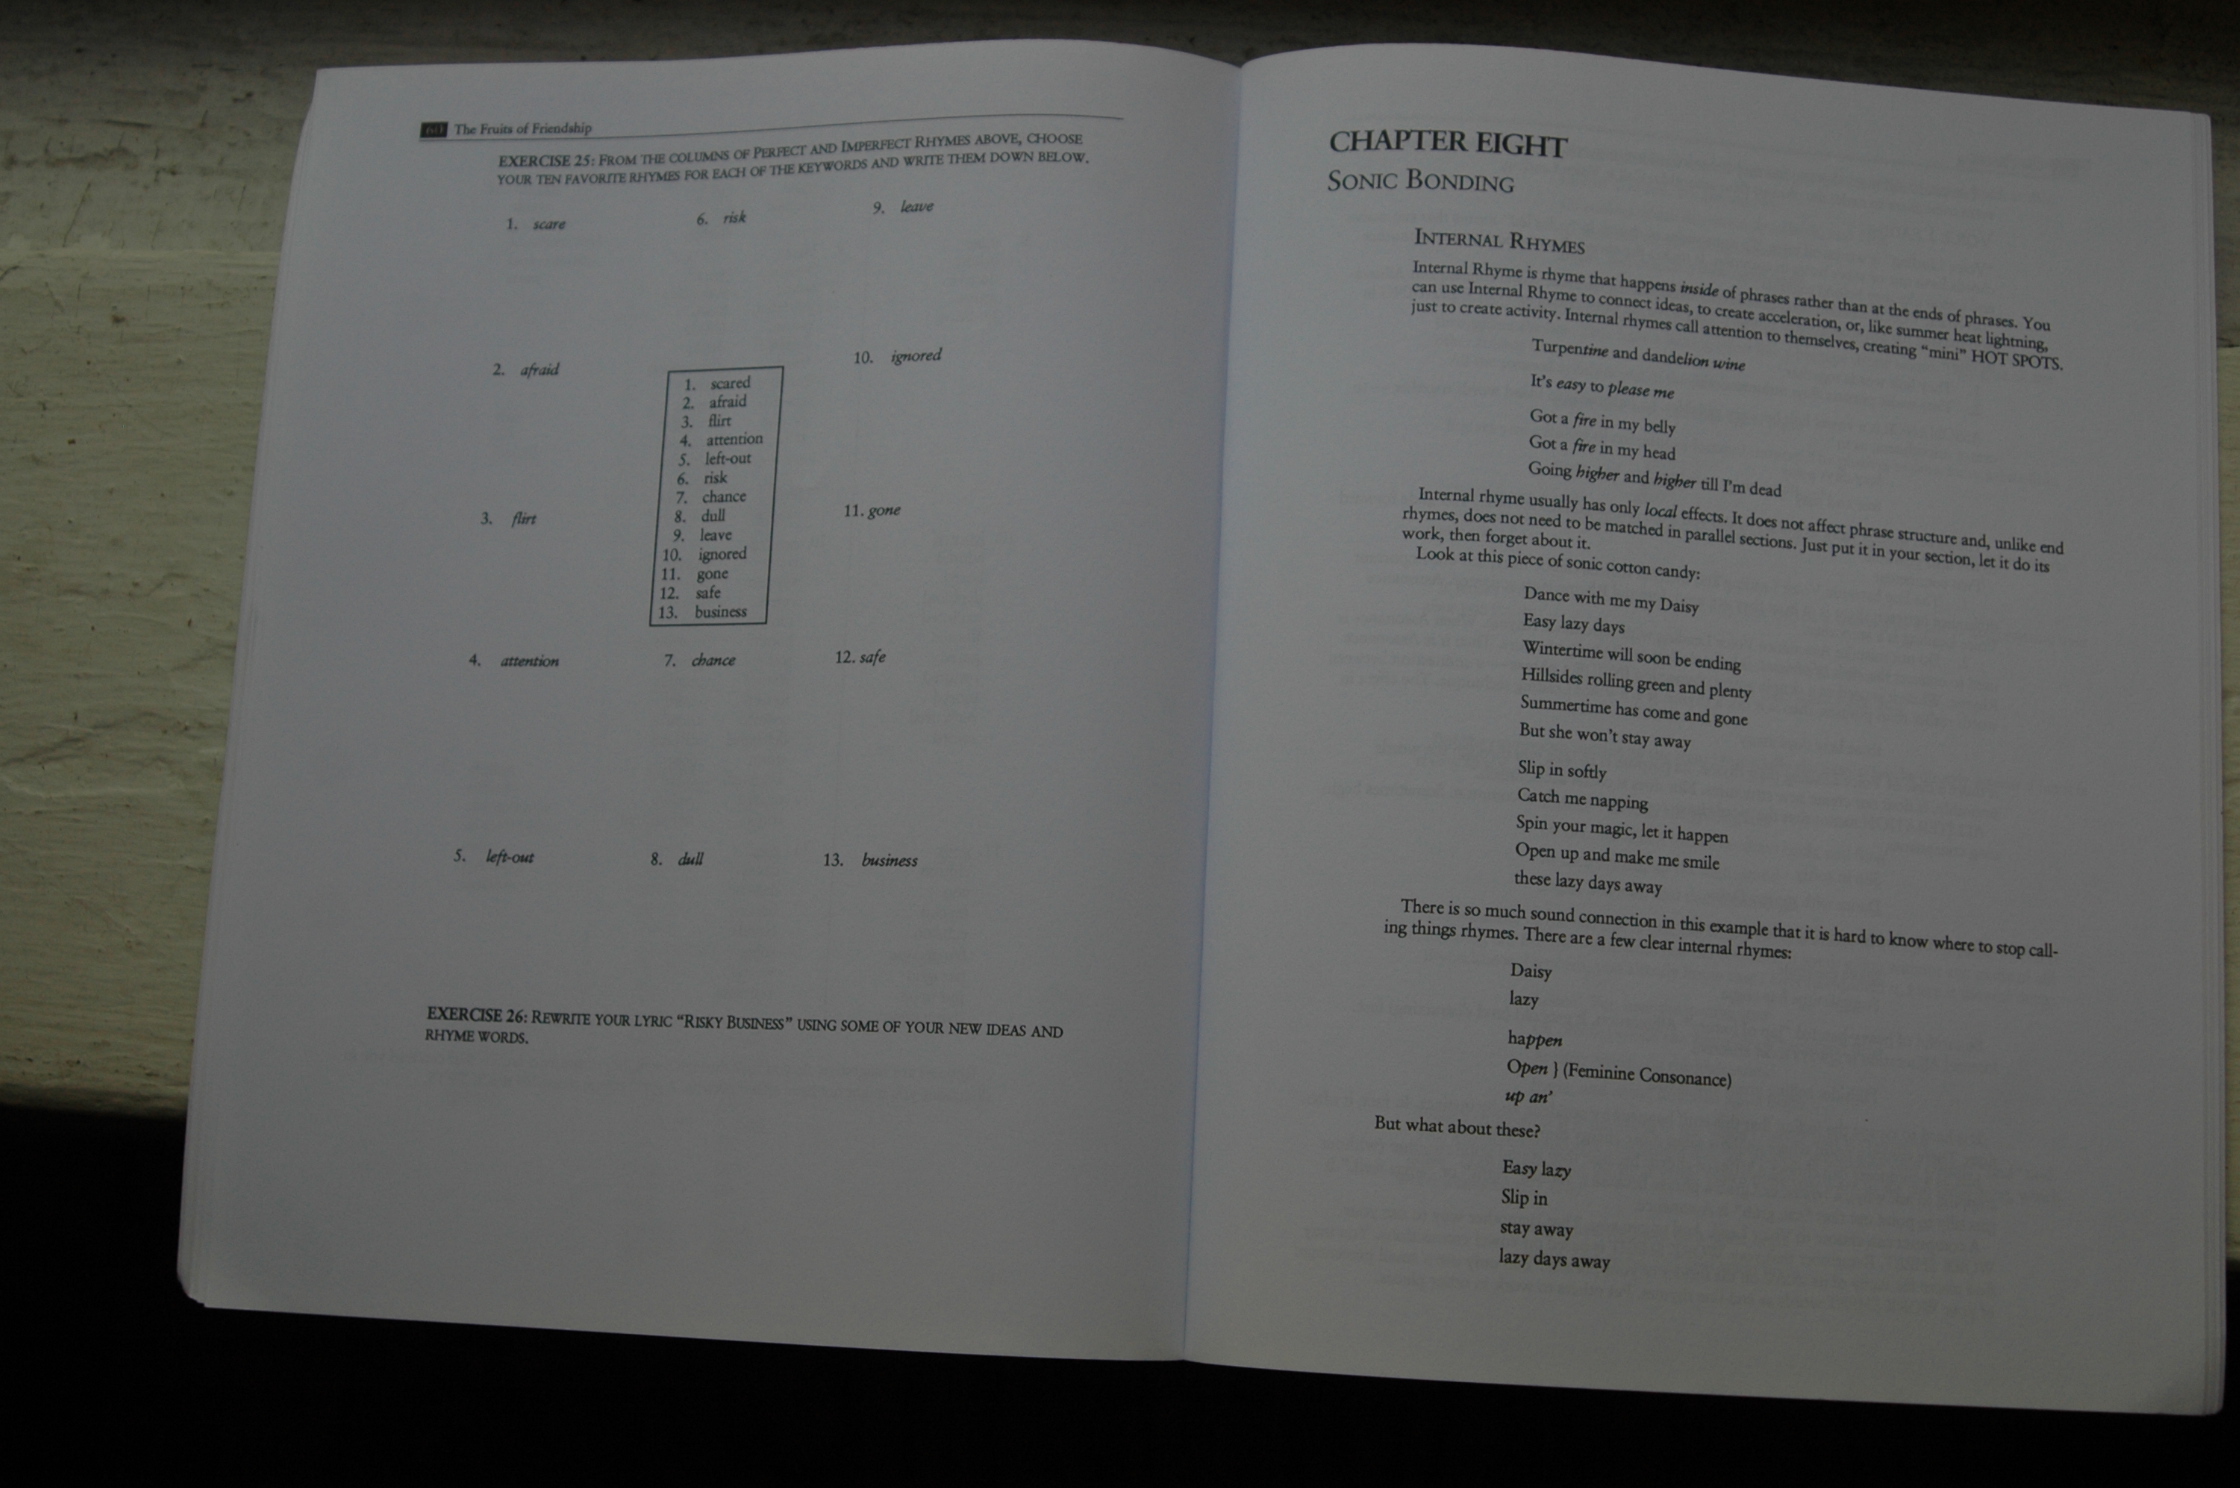 60 The Fruits of Friendship
EXERCISE 25: FROM THE COLUMNS OF PERFECT AND IMPERFECT RHYMES ABOVE, CHOOSE
YOUR TEN FAVORITE RHYMES FOR EACH OF THE KEYWORDS AND WRITE THEM DOWN BELOW.
1. scare
6. risk
9. leave
2. afraid
10. ignored
1. scared
2. afraid
3. flirt
4. attention
5. left-out
6. risk
7. chance
8. dull
9. leave
10. ignored
11. gone
12. safe
13. business
3. flirt
11. gone
4. attention
7. chance
12. safe
5. left-out
8. dull
13. business
EXERCISE 26: REWRITE YOUR LYRIC “RISKY BUSINESS” USING SOME OF YOUR NEW IDEAS AND
RHYME WORDS.
CHAPTER EIGHT
SONIC BONDING
INTERNAL RHYMES
Internal Rhyme is rhyme that happens inside of phrases rather than at the ends of phrases. You
can use Internal Rhyme to connect ideas, to create acceleration, or, like summer heat lightning,
just to create activity. Internal rhymes call attention to themselves, creating “mini” HOT SPOTS.
Turpentine and dandelion wine
It’s easy to please me
Got a fire in my belly
Got a fire in my head
Going higher and higher till I’m dead
Internal rhyme usually has only local effects. It does not affect phrase structure and, unlike end
rhymes, does not need to be matched in parallel sections. Just put it in your section, let it do its
work, then forget about it.
Look at this piece of sonic cotton candy:
Dance with me my Daisy
Easy lazy days
Wintertime will soon be ending
Hillsides rolling green and plenty
Summertime has come and gone
But she won’t stay away
Slip in softly
Catch me napping
Spin your magic, let it happen
Open up and make me smile
these lazy days away
There is so much sound connection in this example that it is hard to know where to stop call-
ing things rhymes. There are a few clear internal rhymes:
Daisy
lazy
happen
Open } (Feminine Consonance)
up an’
But what about these?
Easy lazy
Slip in
stay away
lazy days away